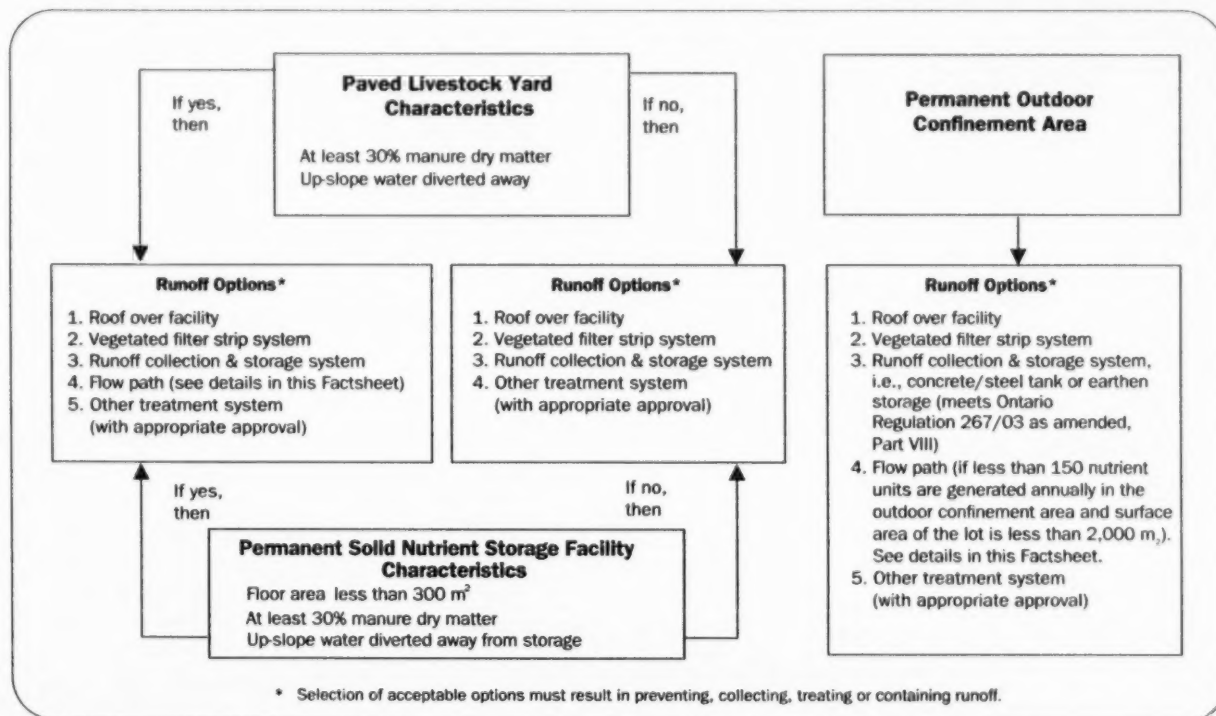 Paved Livestock Yard
Characteristics
At least 30% manure dry matter
Up-slope water diverted away
If yes,
then
If no,
then
Permanent Outdoor
Confinement Area
Runoff Options*
1. Roof over facility
2. Vegetated filter strip system
3. Runoff collection & storage system
4. Flow path (see details in this Factsheet)
5. Other treatment system
(with appropriate approval)
Runoff Options*
1. Roof over facility
2. Vegetated filter strip system
3. Runoff collection & storage system
4. Other treatment system
(with appropriate approval)
Runoff Options*
1. Roof over facility
2. Vegetated filter strip system
3. Runoff collection & storage system,
i.e., concrete/steel tank or earthen
storage (meets Ontario
Regulation 267/03 as amended,
Part VIII)
4. Flow path (if less than 150 nutrient
units are generated annually in the
outdoor confinement area and surface
area of the lot is less than 2,000 m₂).
See details in this Factsheet.
5. Other treatment system
(with appropriate approval)
If yes,
then
If no,
then
Permanent Solid Nutrient Storage Facility
Characteristics
Floor area less than 300 m²
At least 30% manure dry matter
Up-slope water diverted away from storage
* Selection of acceptable options must result in preventing, collecting, treating or containing runoff.